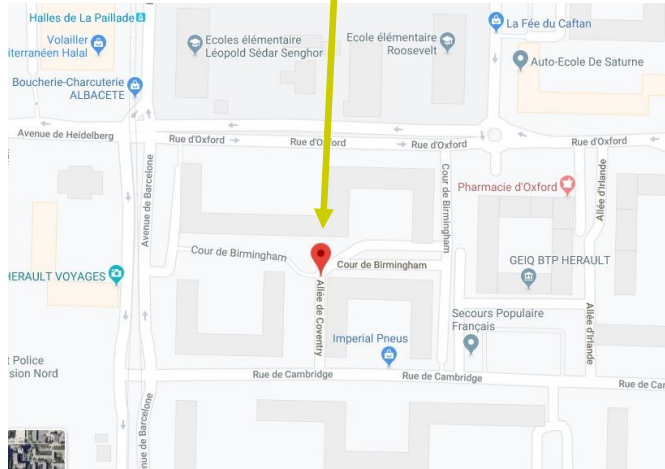 Halles de La Paillade
Volailler
iterranéen Halal
Boucherie-Charcuterie
ALBACETE
Ecoles élémentaire
Léopold Sédar Senghor
Ecole élémentaire
Roosevelt
La Fée du Caftan
Auto-Ecole De Saturne
Avenue de Heidelberg
Rue d'Oxford
Rue d'Oxford
Rue d'Oxford
Rue d'Oxford
Avenue de Barcelone
Cour de Birmingham
Pharmacie d'Oxford
Allée d'Irlande
Cour de Birmingham
Cour de Birmingham
HERAULT VOYAGES
GEIQ BTP HERAULT
Allée de Coventry
Allée d'Irlande
Secours Populaire
Français
Imperial Pneus
t Police
sion Nord
Rue de Cambridge
Rue de Cambridge
Rue de Car
nue de Barcelone